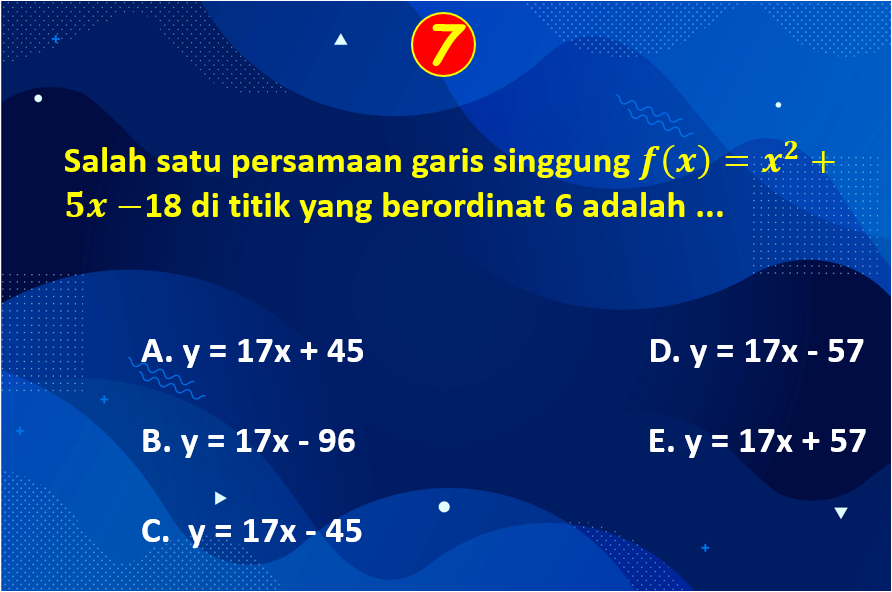 7
Salah satu persamaan garis singgung f(x) = x² +
5x −18 di titik yang berordinat 6 adalah ...
A. y = 17x + 45
D. y = 17x - 57
B. y = 17x - 96
E. y = 17x + 57
C. y = 17x - 45